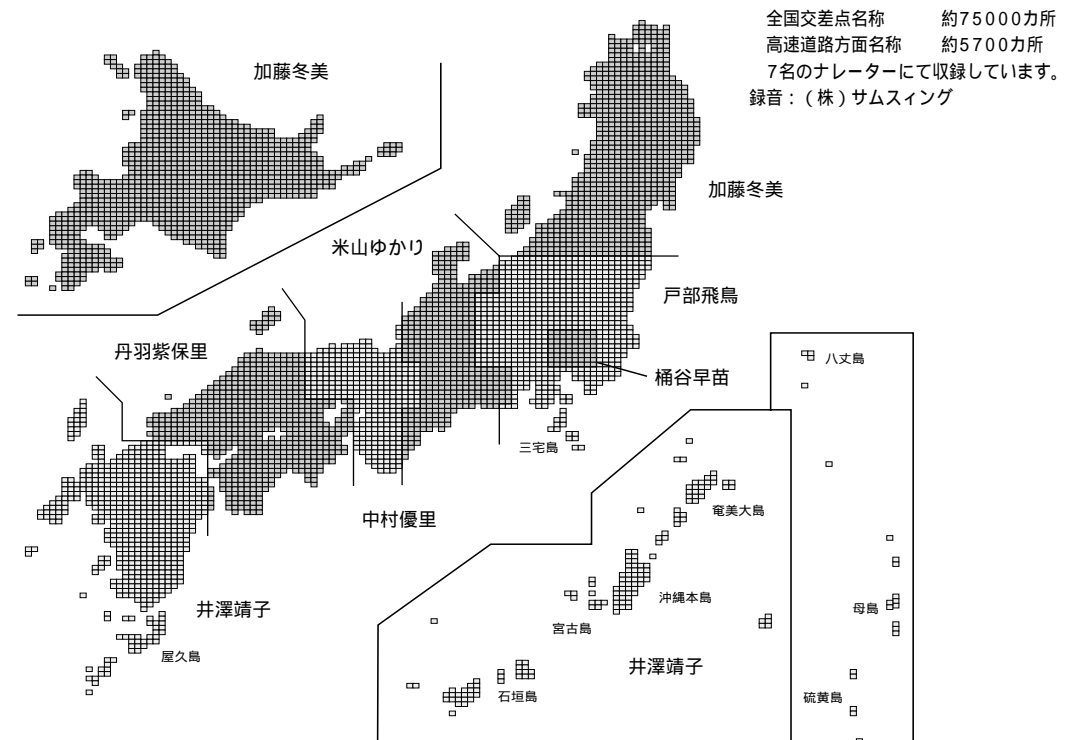 全国交差点名称 約75000カ所
高速道路方面名称 約5700カ所
7名のナレーターにて収録しています。
録音：（株）サムスィング
加藤冬美
加藤冬美
米山ゆかり
戸部飛鳥
丹羽紫保里
桶谷早苗
八丈島
三宅島
奄美大島
中村優里
沖縄本島
井澤靖子
母島
宮古島
屋久島
井澤靖子
石垣島
硫黄島